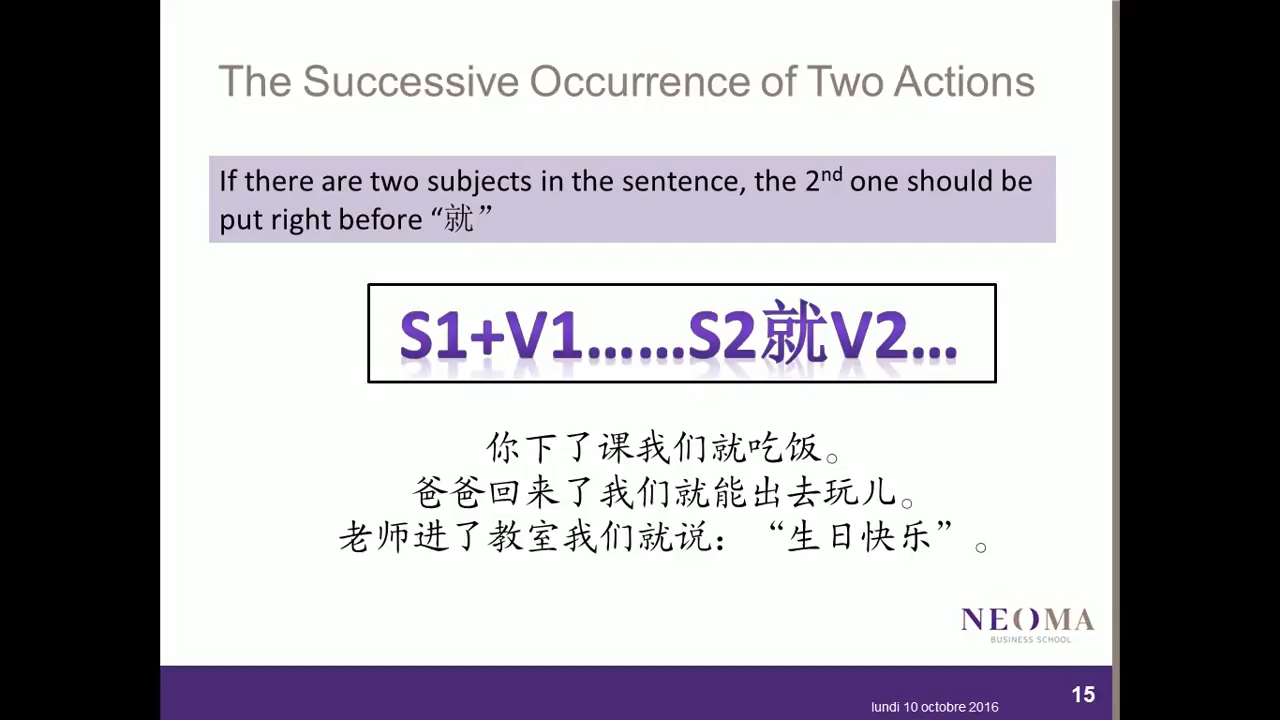 The Successive Occurrence of Two Actions
If there are two subjects in the sentence, the 2nd one should be
put right before “就”
S1+V1……S2就V2…
你下了课我们就吃饭。
爸爸回来了我们就能出去玩儿。
老师进了教室我们就说：“生日快乐”。
NEOMA
BUSINESS SCHOOL
15
lundi 10 octobre 2016